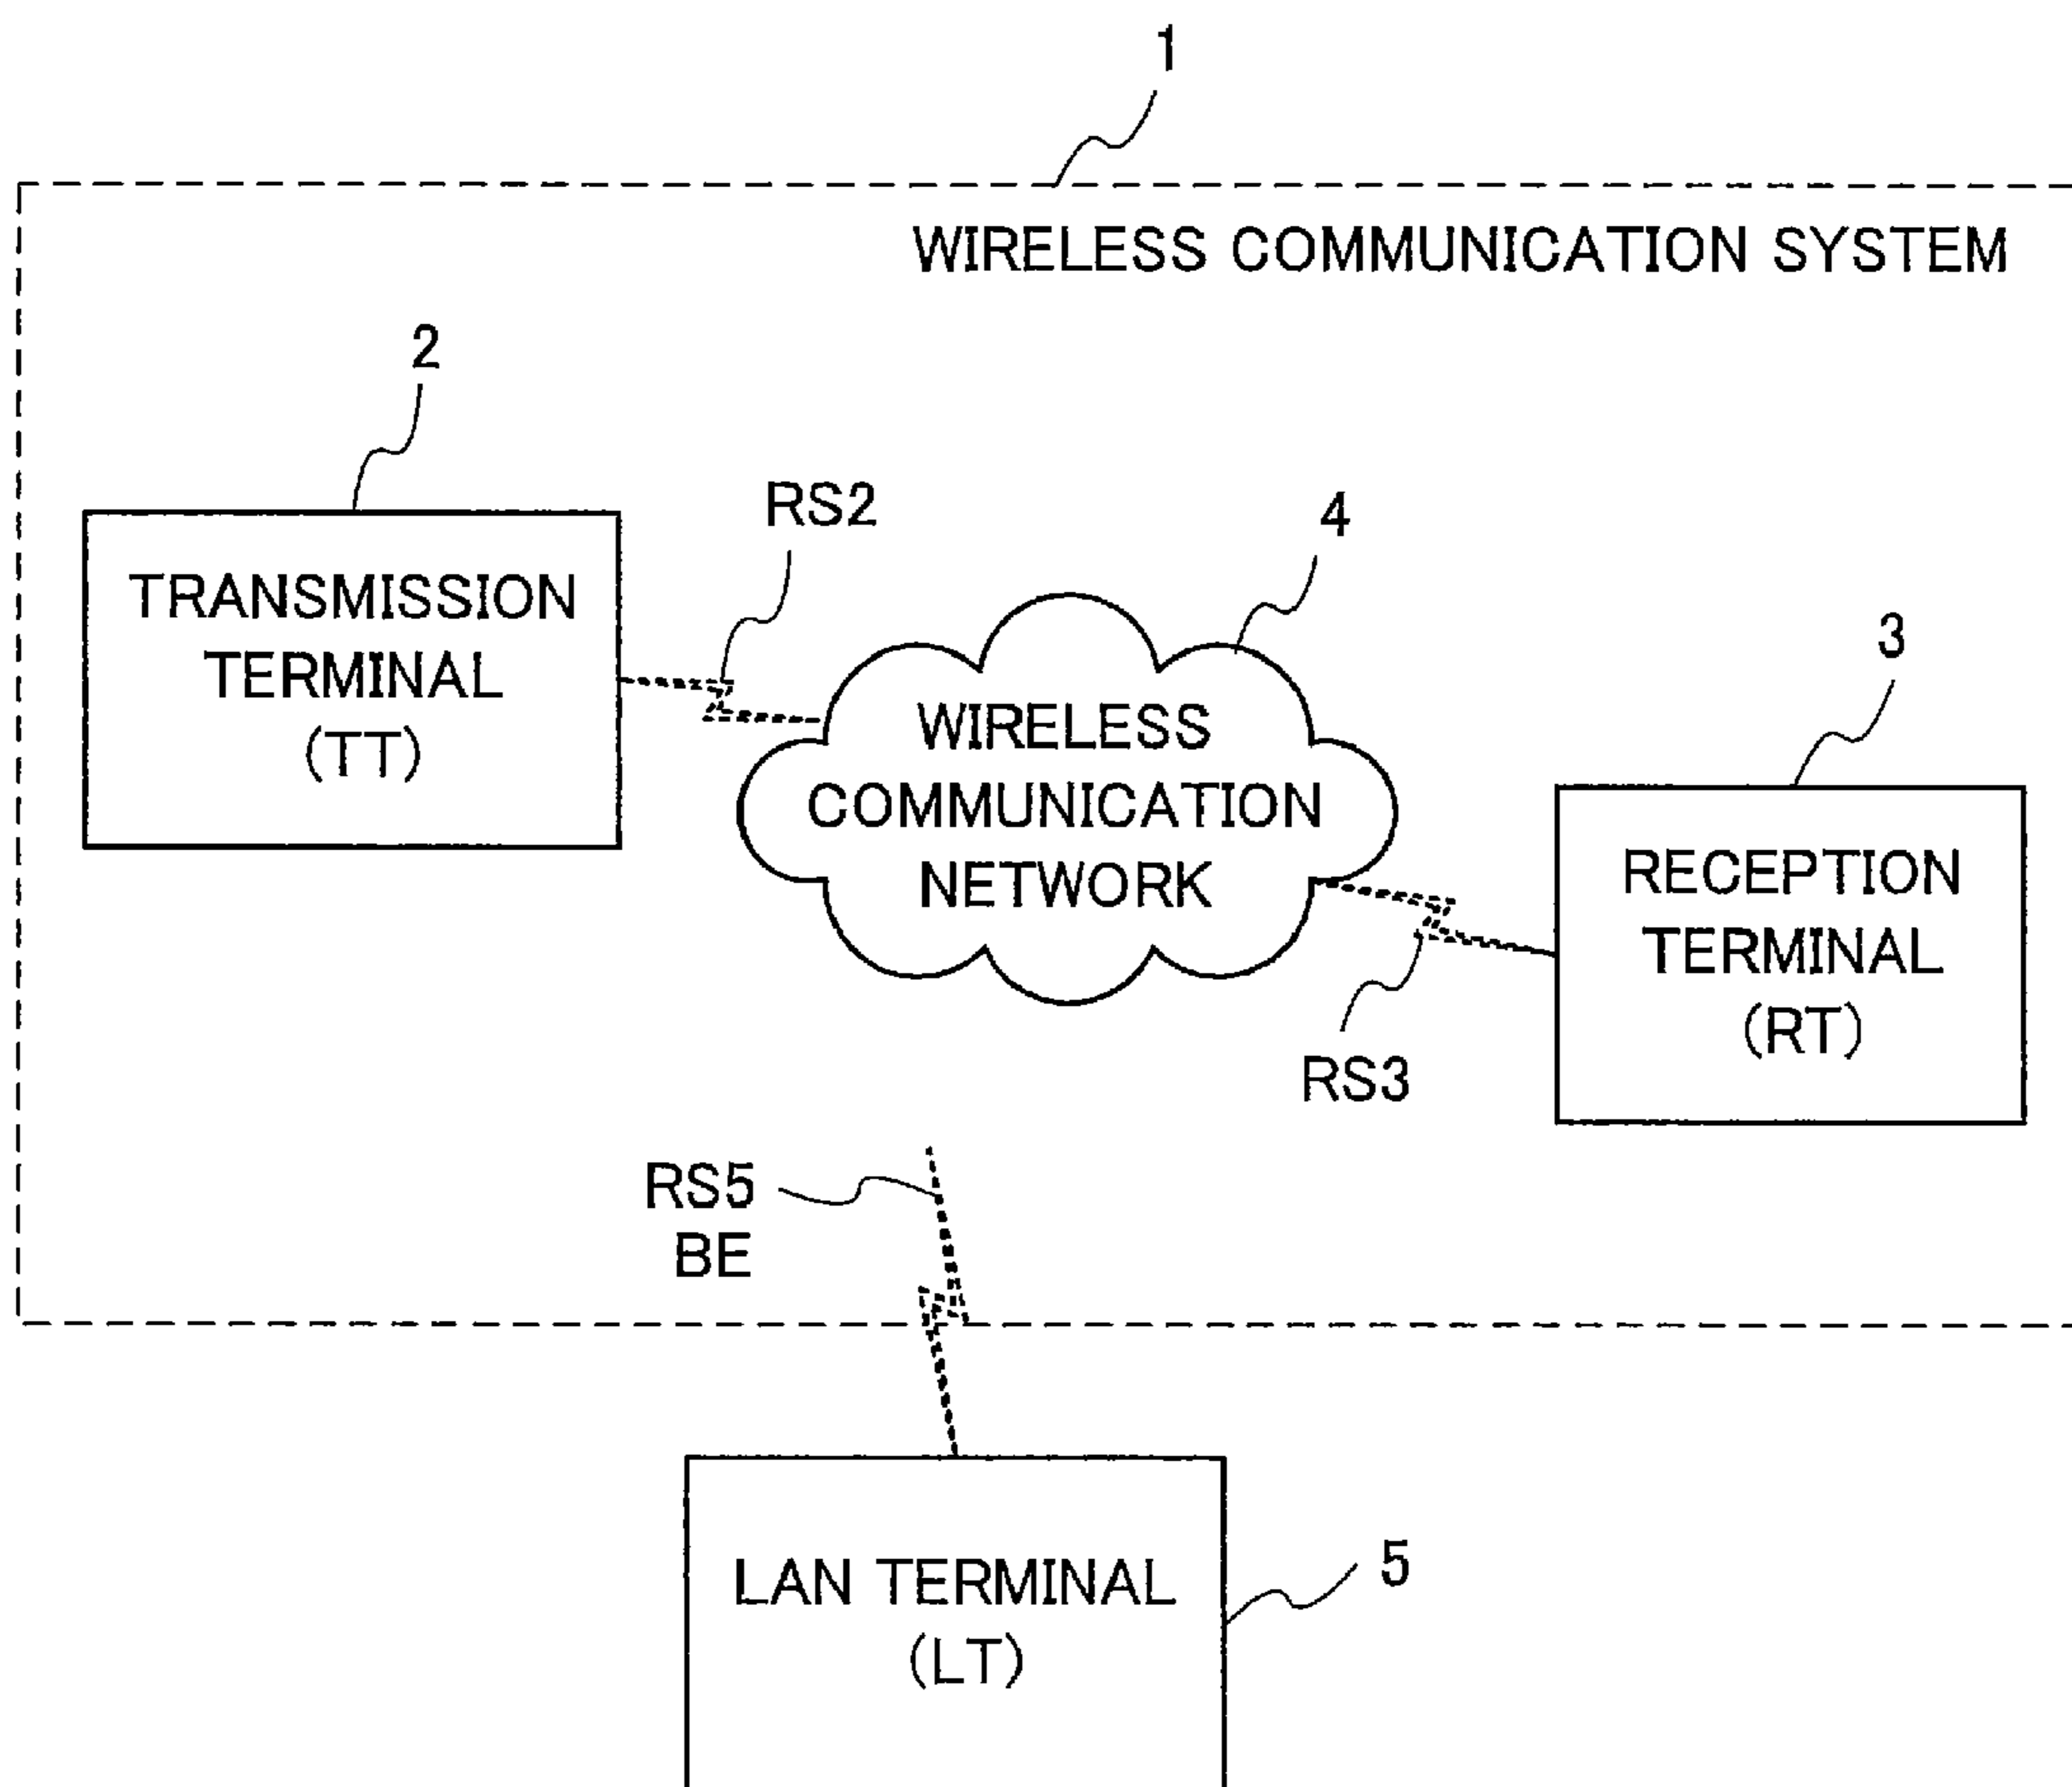 1
WIRELESS COMMUNICATION SYSTEM
2
RS2
4
TRANSMISSION
TERMINAL
(TT)
3
WIRELESS
COMMUNICATION
NETWORK
RECEPTION
TERMINAL
(RT)
RS3
RS5
BE
LAN TERMINAL
(LT)
5